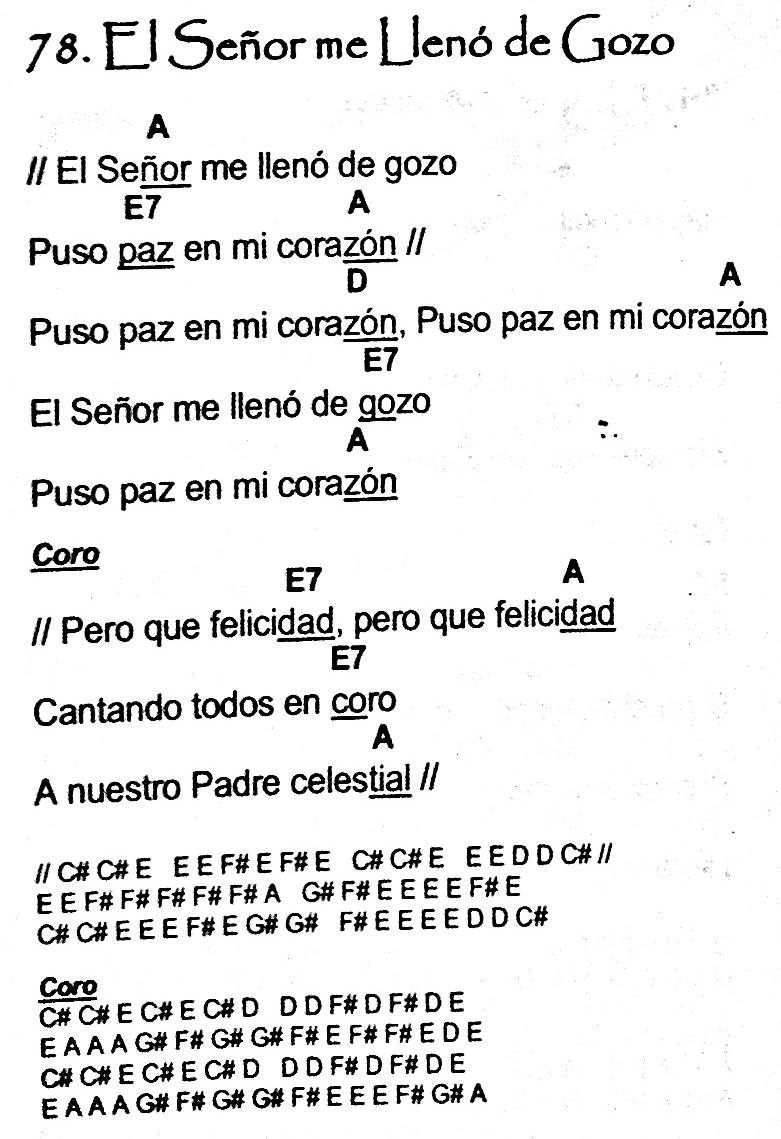 78. El Señor me Llenó de Gozo
A
// El Señor me llenó de gozo
E7 A
Puso paz en mi corazón //
D A
Puso paz en mi corazón, Puso paz en mi corazón
E7
El Señor me llenó de gozo
A
Puso paz en mi corazón
Coro
E7 A
// Pero que felicidad, pero que felicidad
E7
Cantando todos en coro
A
A nuestro Padre celestial //
// C# C# E E E F# E F# E C# C# E E E D D C# //
E E F# F# F# F# F# A G# F# E E E E F# E
C# C# E E E F# E G# G# F# E E E E D D C#
Coro
C# C# E C# E C# D D D F# D F# D E
E A A A G# F# G# G# F# E F# F# E D E
C# C# E C# E C# D D D F# D F# D E
E A A A G# F# G# G# F# E E E F# G# A